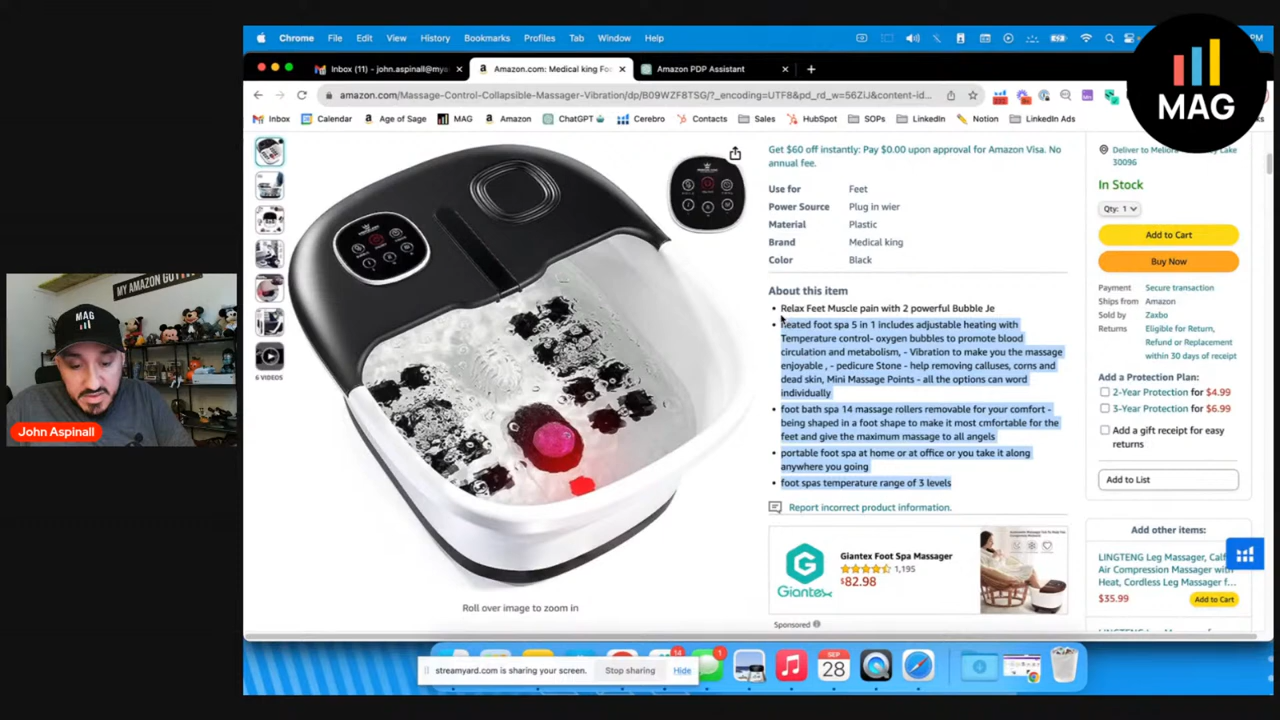 Chrome File Edit View History Bookmarks Profiles Tab Window Help
Inbox (11) - john.aspinall@my
Amazon.com: Medical king Foo
Amazon PDP Assistant
amazon.com/Massage-Control-Collapsible-Massager-Vibration/dp/B09WZF8TSG/?_encoding=UTF8&pd_rd_w=56ZiJ&content-id...
Inbox Calendar Age of Sage MAG Amazon ChatGPT Cerebro Contacts Sales HubSpot SOPs LinkedIn Notion LinkedIn Ads
MAG
6 VIDEOS
Roll over image to zoom in
Get $60 off instantly: Pay $0.00 upon approval for Amazon Visa. No
annual fee.
Use for Feet
Power Source Plug in wier
Material Plastic
Brand Medical king
Color Black
About this item
Relax Feet Muscle pain with 2 powerful Bubble Je
heated foot spa 5 in 1 includes adjustable heating with
Temperature control- oxygen bubbles to promote blood
circulation and metabolism, - Vibration to make you the massage
enjoyable , - pedicure Stone - help removing calluses, corns and
dead skin, Mini Massage Points - all the options can word
individually
foot bath spa 14 massage rollers removable for your comfort -
being shaped in a foot shape to make it most cmfortable for the
feet and give the maximum massage to all angels
portable foot spa at home or at office or you take it along
anywhere you going
foot spas temperature range of 3 levels
Report incorrect product information.
Giantex
Giantex Foot Spa Massager
1,195
$82.98
Sponsored
Deliver to
Lake
30096
In Stock
Qty: 1
Add to Cart
Buy Now
Payment Secure transaction
Ships from Amazon
Sold by Zaxbo
Returns Eligible for Return,
Refund or Replacement
within 30 days of receipt
Add a Protection Plan:
2-Year Protection for $4.99
3-Year Protection for $6.99
Add a gift receipt for easy
returns
Add to List
Add other items:
LINGTENG Leg Massager, Calf
Air Compression Massager with
Heat, Cordless Leg Massager f...
$35.99 Add to Cart
MY AMAZON GUY
MAG
John Aspinall
streamyard.com is sharing your screen. Stop sharing Hide
14
1
SEP
28